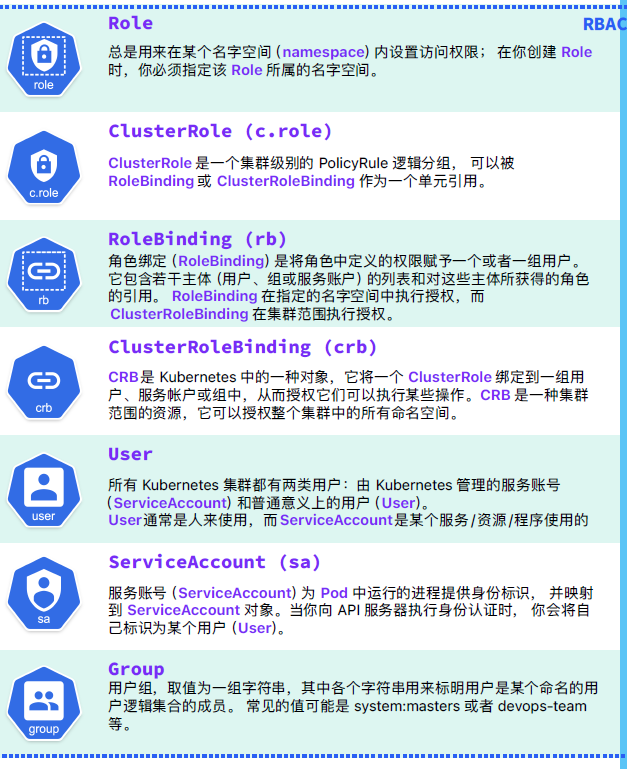 Role
RBAC
总是用来在某个名字空间 (namespace) 内设置访问权限； 在你创建 Role
时，你必须指定该 Role 所属的名字空间。
role
ClusterRole (c.role)
ClusterRole 是一个集群级别的 PolicyRule 逻辑分组， 可以被
RoleBinding 或 ClusterRoleBinding 作为一个单元引用。
c.role
RoleBinding (rb)
角色绑定 (RoleBinding) 是将角色中定义的权限赋予一个或者一组用户。
它包含若干主体 (用户、组或服务账户) 的列表和对这些主体所获得的角色
的引用。 RoleBinding 在指定的名字空间中执行授权，而
ClusterRoleBinding 在集群范围执行授权。
rb
ClusterRoleBinding (crb)
CRB 是 Kubernetes 中的一种对象，它将一个 ClusterRole 绑定到一组用
户、服务帐户或组中，从而授权它们可以执行某些操作。CRB 是一种集群
范围的资源，它可以授权整个集群中的所有命名空间。
crb
User
所有 Kubernetes 集群都有两类用户：由 Kubernetes 管理的服务账号
(ServiceAccount) 和普通意义上的用户 (User)。
User通常是人来使用，而ServiceAccount是某个服务/资源/程序使用的
user
ServiceAccount (sa)
服务账号 (ServiceAccount) 为 Pod 中运行的进程提供身份标识， 并映射
到 ServiceAccount 对象。当你向 API 服务器执行身份认证时， 你会将自
己标识为某个用户 (User)。
sa
Group
用户组，取值为一组字符串，其中各个字符串用来标明用户是某个命名的用
户逻辑集合的成员。 常见的值可能是 system:masters 或者 devops-team
等。
group